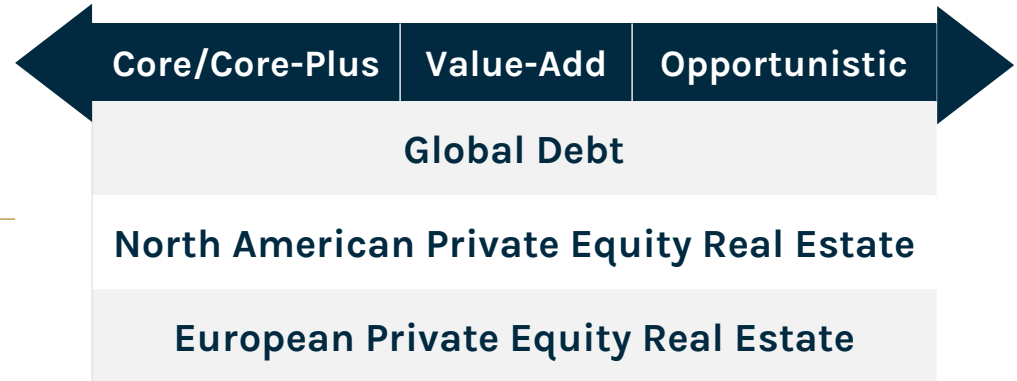 Core/Core-Plus Value-Add Opportunistic
Global Debt
North American Private Equity Real Estate
European Private Equity Real Estate